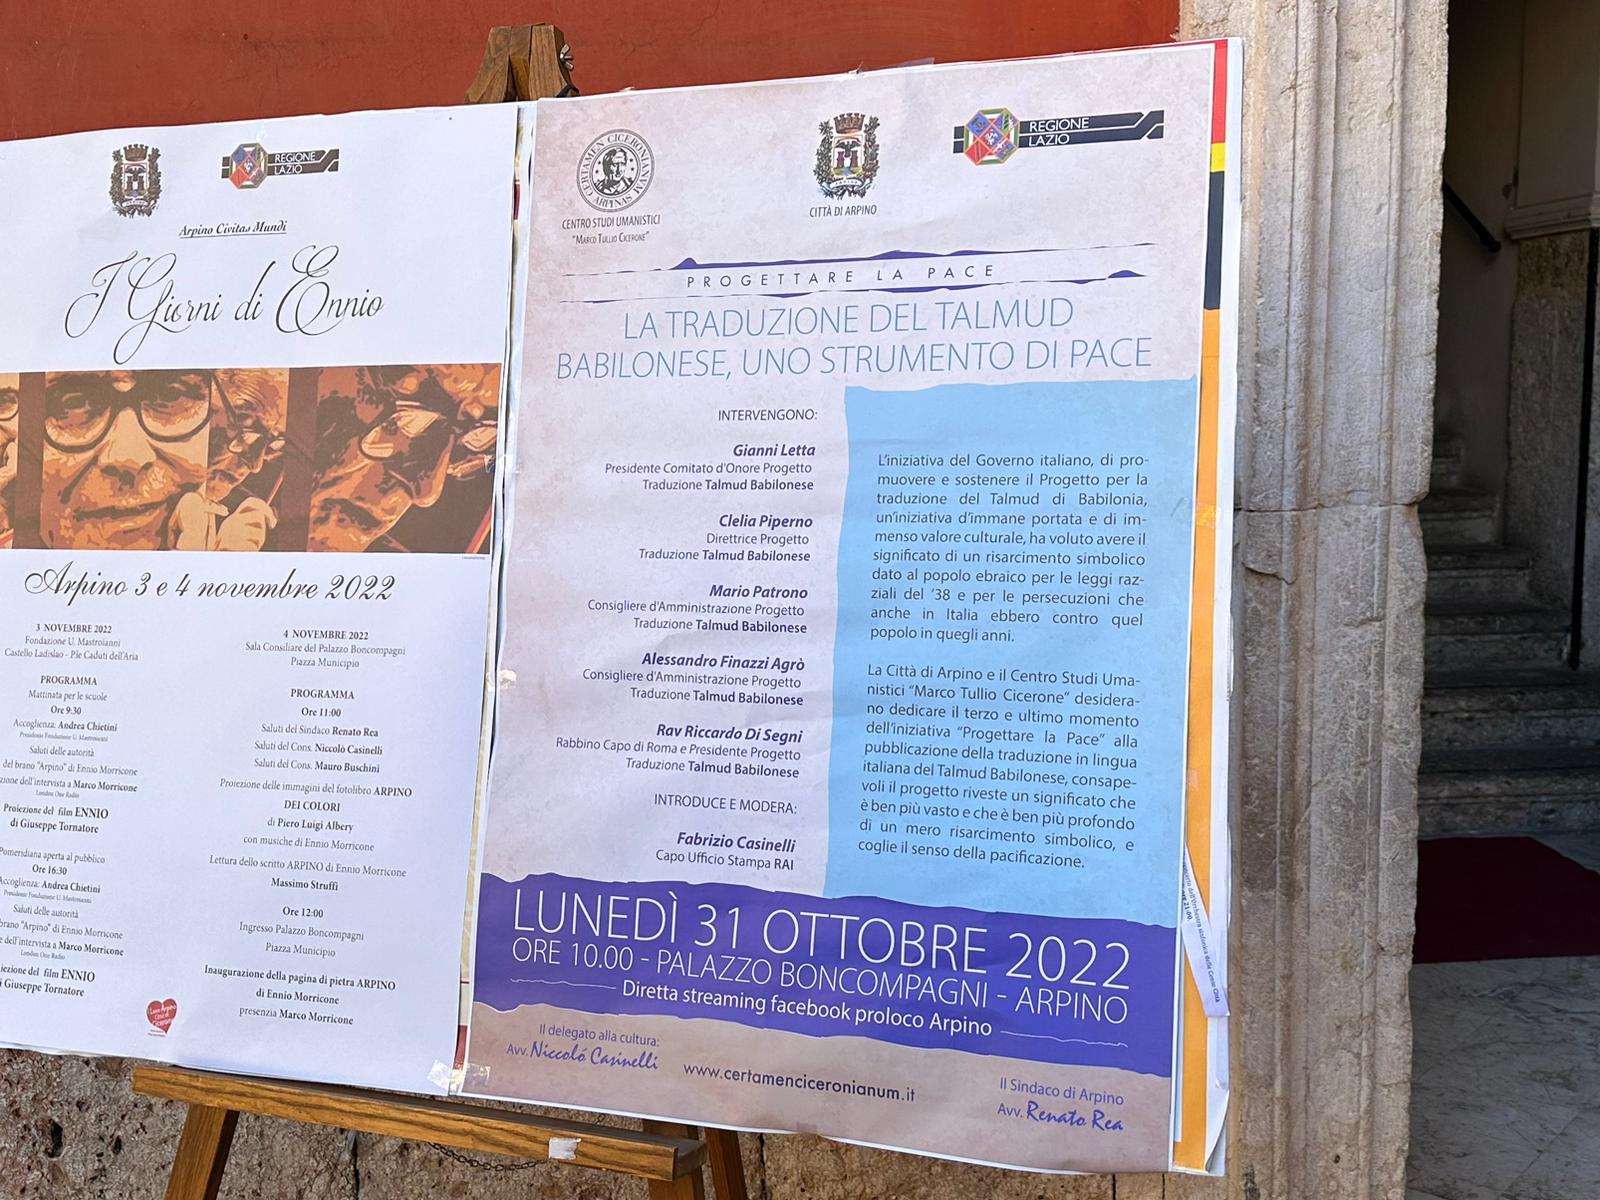 REGIONE
LAZIO
Arpino Civitas Mundi
I Giorni di Ennio
Arpino 3 e 4 novembre 2022
3 NOVEMBRE 2022
Fondazione U. Mastroianni
Castello Ladislao - P.le Caduti dell'Aria
PROGRAMMA
Mattinata per le scuole
Ore 9:30
Accoglienza: Andrea Chietini
Presidente Fondazione U. Mastroianni
Saluti delle autorità
del brano "Arpino" di Ennio Morricone
zione dell'intervista a Marco Morricone
London One Radio
Proiezione del film ENNIO
di Giuseppe Tornatore
Pomeridiana aperta al pubblico
Ore 16:30
Accoglienza: Andrea Chietini
Presidente Fondazione U. Mastroianni
Saluti delle autorità
brano "Arpino" di Ennio Morricone
e dell'intervista a Marco Morricone
London One Radio
iezione del film ENNIO
i Giuseppe Tornatore
4 NOVEMBRE 2022
Sala Consiliare del Palazzo Boncompagni
Piazza Municipio
PROGRAMMA
Ore 11:00
Saluti del Sindaco Renato Rea
Saluti del Cons. Niccolò Casinelli
Saluti del Cons. Mauro Buschini
Proiezione delle immagini del fotolibro ARPINO
DEI COLORI
di Piero Luigi Albery
con musiche di Ennio Morricone
Lettura dello scritto ARPINO di Ennio Morricone
Massimo Struffi
Ore 12:00
Ingresso Palazzo Boncompagni
Piazza Municipio
Inaugurazione della pagina di pietra ARPINO
di Ennio Morricone
presenzia Marco Morricone
CERTAMEN CICERONIANUM
ARPINAS
CENTRO STUDI UMANISTICI
"MARCO TULLIO CICERONE"
CITTÀ DI ARPINO
REGIONE
LAZIO
PROGETTARE LA PACE
LA TRADUZIONE DEL TALMUD
BABILONESE, UNO STRUMENTO DI PACE
INTERVENGONO:
Gianni Letta
Presidente Comitato d'Onore Progetto
Traduzione Talmud Babilonese
Clelia Piperno
Direttrice Progetto
Traduzione Talmud Babilonese
Mario Patrono
Consigliere d'Amministrazione Progetto
Traduzione Talmud Babilonese
Alessandro Finazzi Agrò
Consigliere d'Amministrazione Progetto
Traduzione Talmud Babilonese
Rav Riccardo Di Segni
Rabbino Capo di Roma e Presidente Progetto
Traduzione Talmud Babilonese
INTRODUCE E MODERA:
Fabrizio Casinelli
Capo Ufficio Stampa RAI
L'iniziativa del Governo italiano, di pro-
muovere e sostenere il Progetto per la
traduzione del Talmud di Babilonia,
un'iniziativa d'immane portata e di im-
menso valore culturale, ha voluto avere il
significato di un risarcimento simbolico
dato al popolo ebraico per le leggi raz-
ziali del '38 e per le persecuzioni che
anche in Italia ebbero contro quel
popolo in quegli anni.
La Città di Arpino e il Centro Studi Uma-
nistici "Marco Tullio Cicerone" desidera-
no dedicare il terzo e ultimo momento
dell'iniziativa "Progettare la Pace" alla
pubblicazione della traduzione in lingua
italiana del Talmud Babilonese, consape-
voli il progetto riveste un significato che
è ben più vasto e che è ben più profondo
di un mero risarcimento simbolico, e
coglie il senso della pacificazione.
LUNEDÌ 31 OTTOBRE 2022
ORE 10.00 - PALAZZO BONCOMPAGNI - ARPINO
Diretta streaming facebook proloco Arpino
Il delegato alla cultura:
Avv. Niccoló Casinelli
www.certamenciceronianum.it
Il Sindaco di Arpino
Avv. Renato Rea